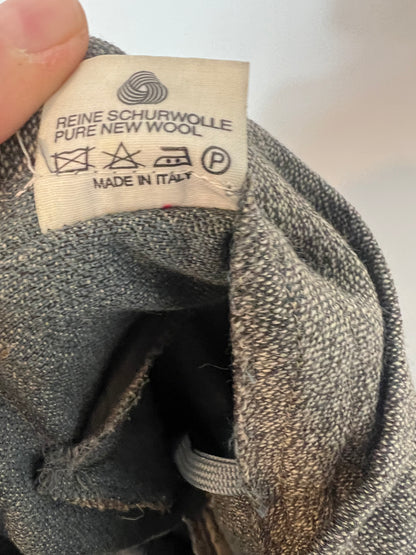 REINE SCHURWOLLE
PURE NEW WOOL
P
MADE IN ITALY